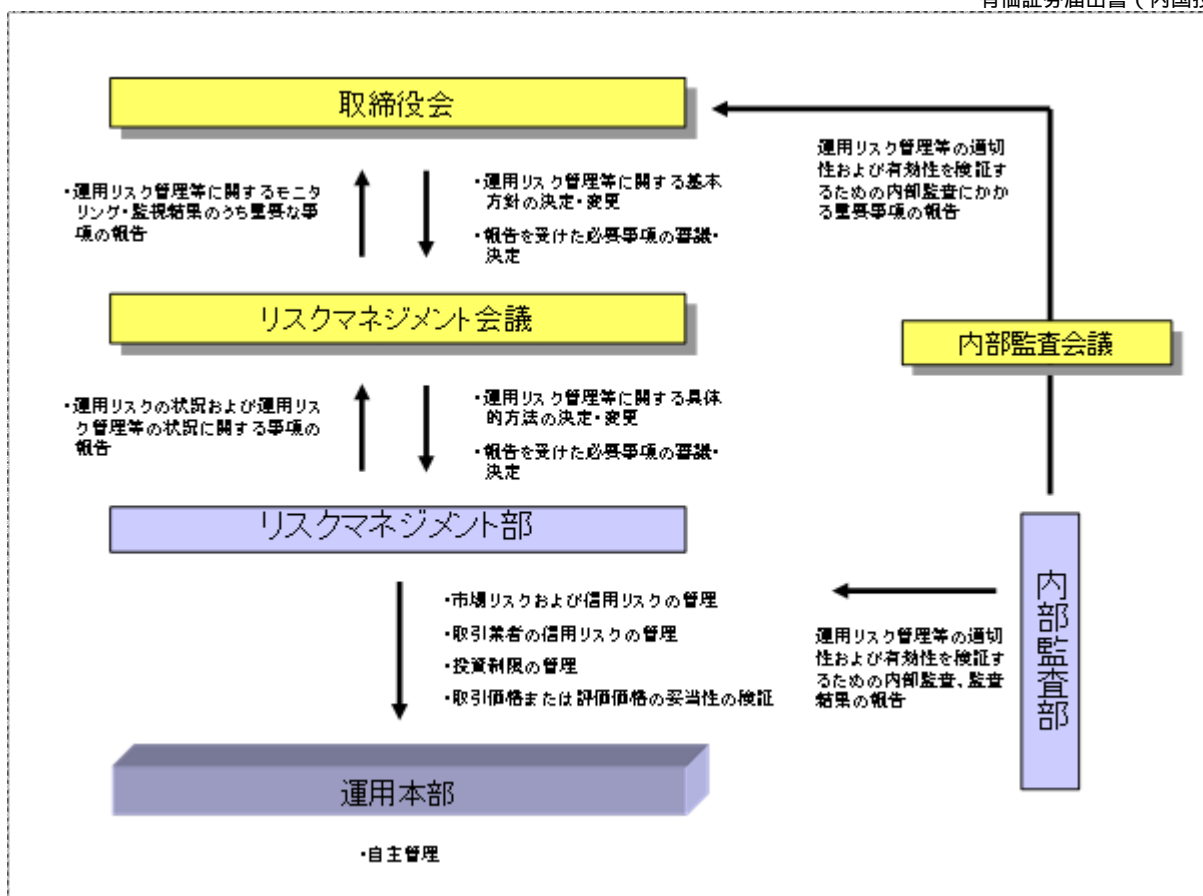 有価証券届出書(内国投
取締役会
・運用リスク管理等に関するモニ
タリング・監視結果のうち重要な事
項の報告
・運用リスク管理等に関する基本
方針の決定・変更
・報告を受けた必要事項の審議・
決定
運用リスク管理等の適切
性および有効性を検証す
るための内部監査にかか
る重要事項の報告
リスクマネジメント会議
内部監査会議
・運用リスクの状況および運用リス
ク管理等の状況に関する事項の
報告
・運用リスク管理等に関する具体
的方法の決定・変更
・報告を受けた必要事項の審議・
決定
リスクマネジメント部
・市場リスクおよび信用リスクの管理
・取引業者の信用リスクの管理
・投資制限の管理
・取引価格または評価価格の妥当性の検証
運用リスク管理等の適切
性および有効性を検証す
るための内部監査、監査
結果の報告
内部監査部
運用本部
・自主管理